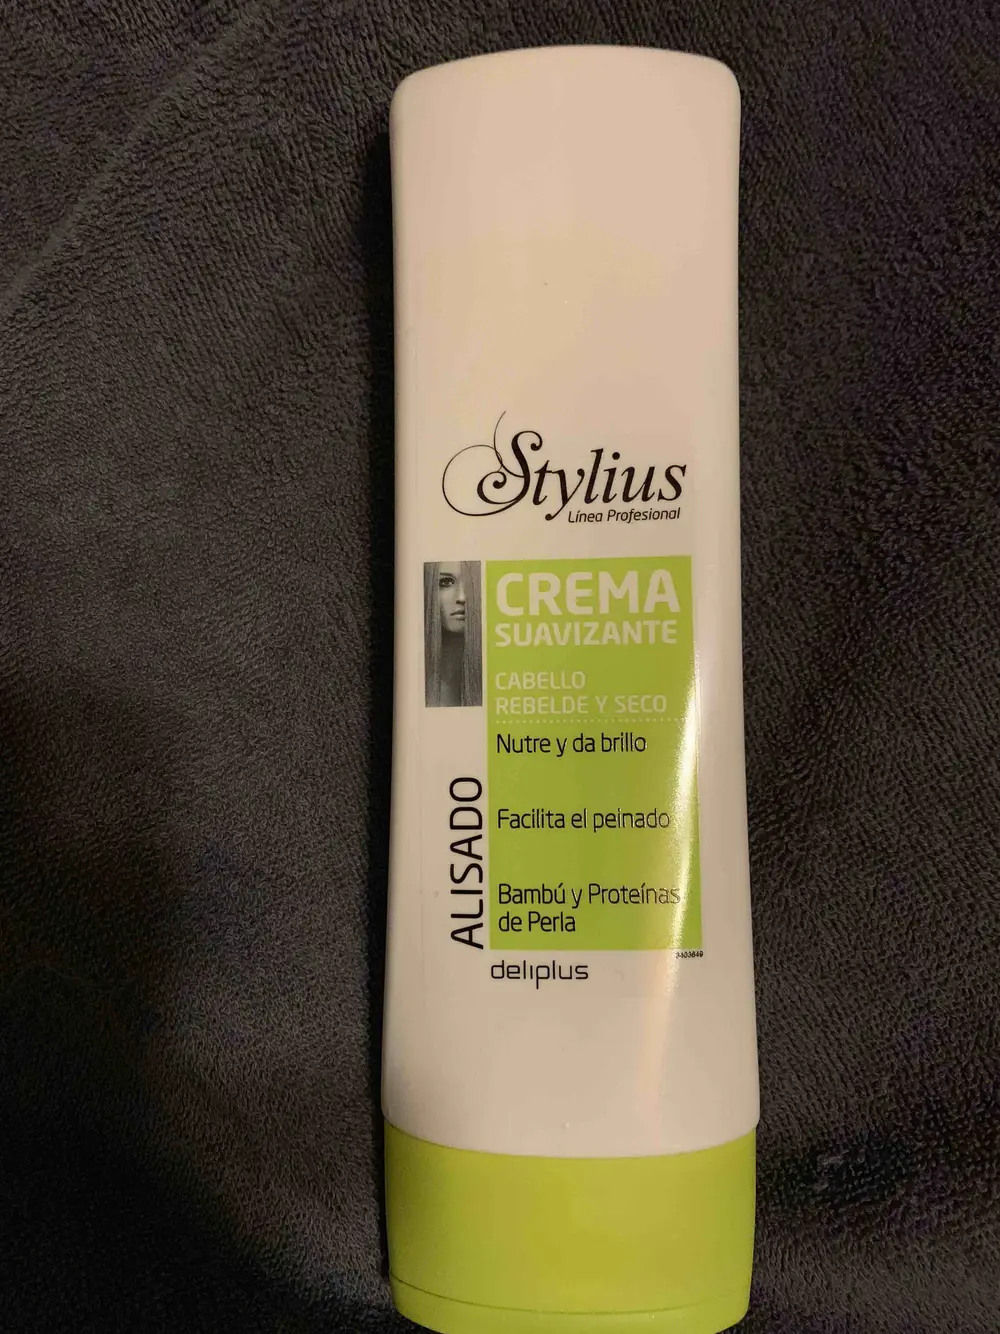 Stylius
Línea Profesional
CREMA
SUAVIZANTE
CABELLO
REBELDE Y SECO
Nutre y da brillo
Facilita el peinado
Bambú y Proteínas
de Perla
ALISADO
deliplus